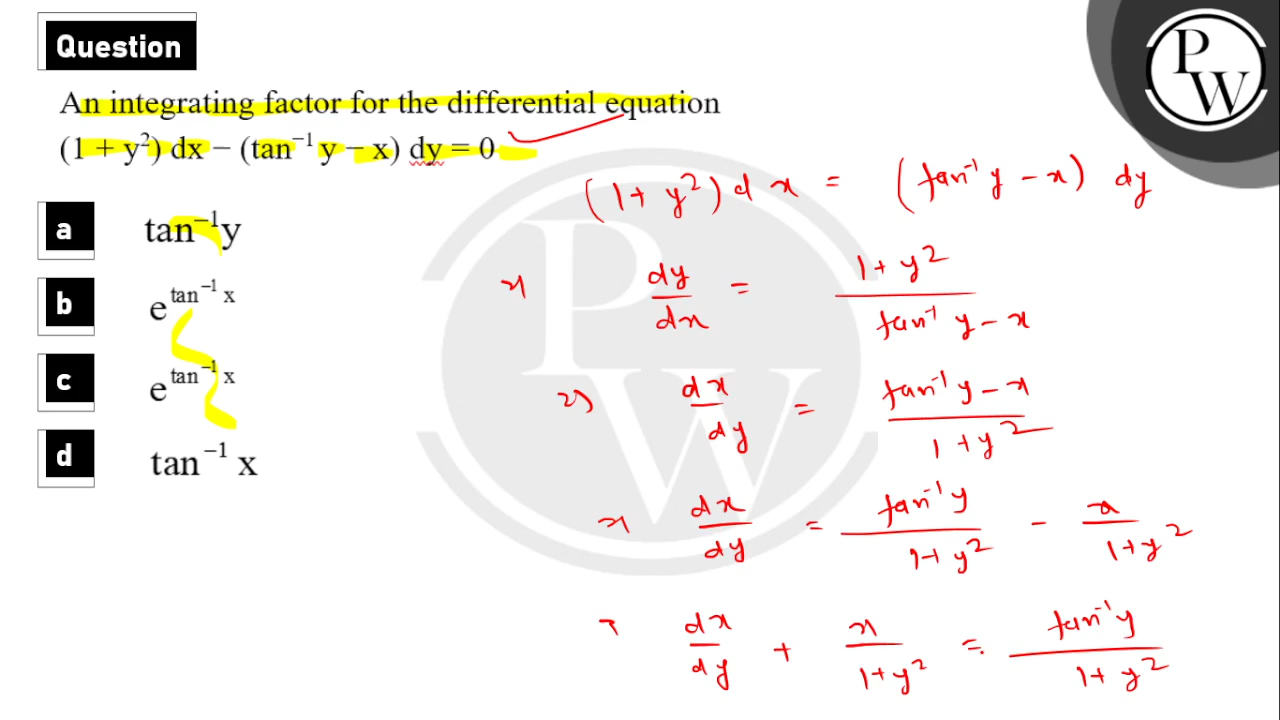 Question
PW
An integrating factor for the differential equation
(1 + y²) dx − (tan⁻¹ y − x) dy = 0
a tan⁻¹y
b e^(tan⁻¹ x)
c e^(tan⁻¹ x)
d tan⁻¹ x
(1 + y²) dx = (tan⁻¹ y − x) dy
⇒ dy/dx = (1 + y²)/(tan⁻¹ y − x)
⇒ dx/dy = (tan⁻¹ y − x)/(1 + y²)
⇒ dx/dy = tan⁻¹ y/(1 + y²) − x/(1 + y²)
⇒ dx/dy + x/(1 + y²) = tan⁻¹ y/(1 + y²)
PW